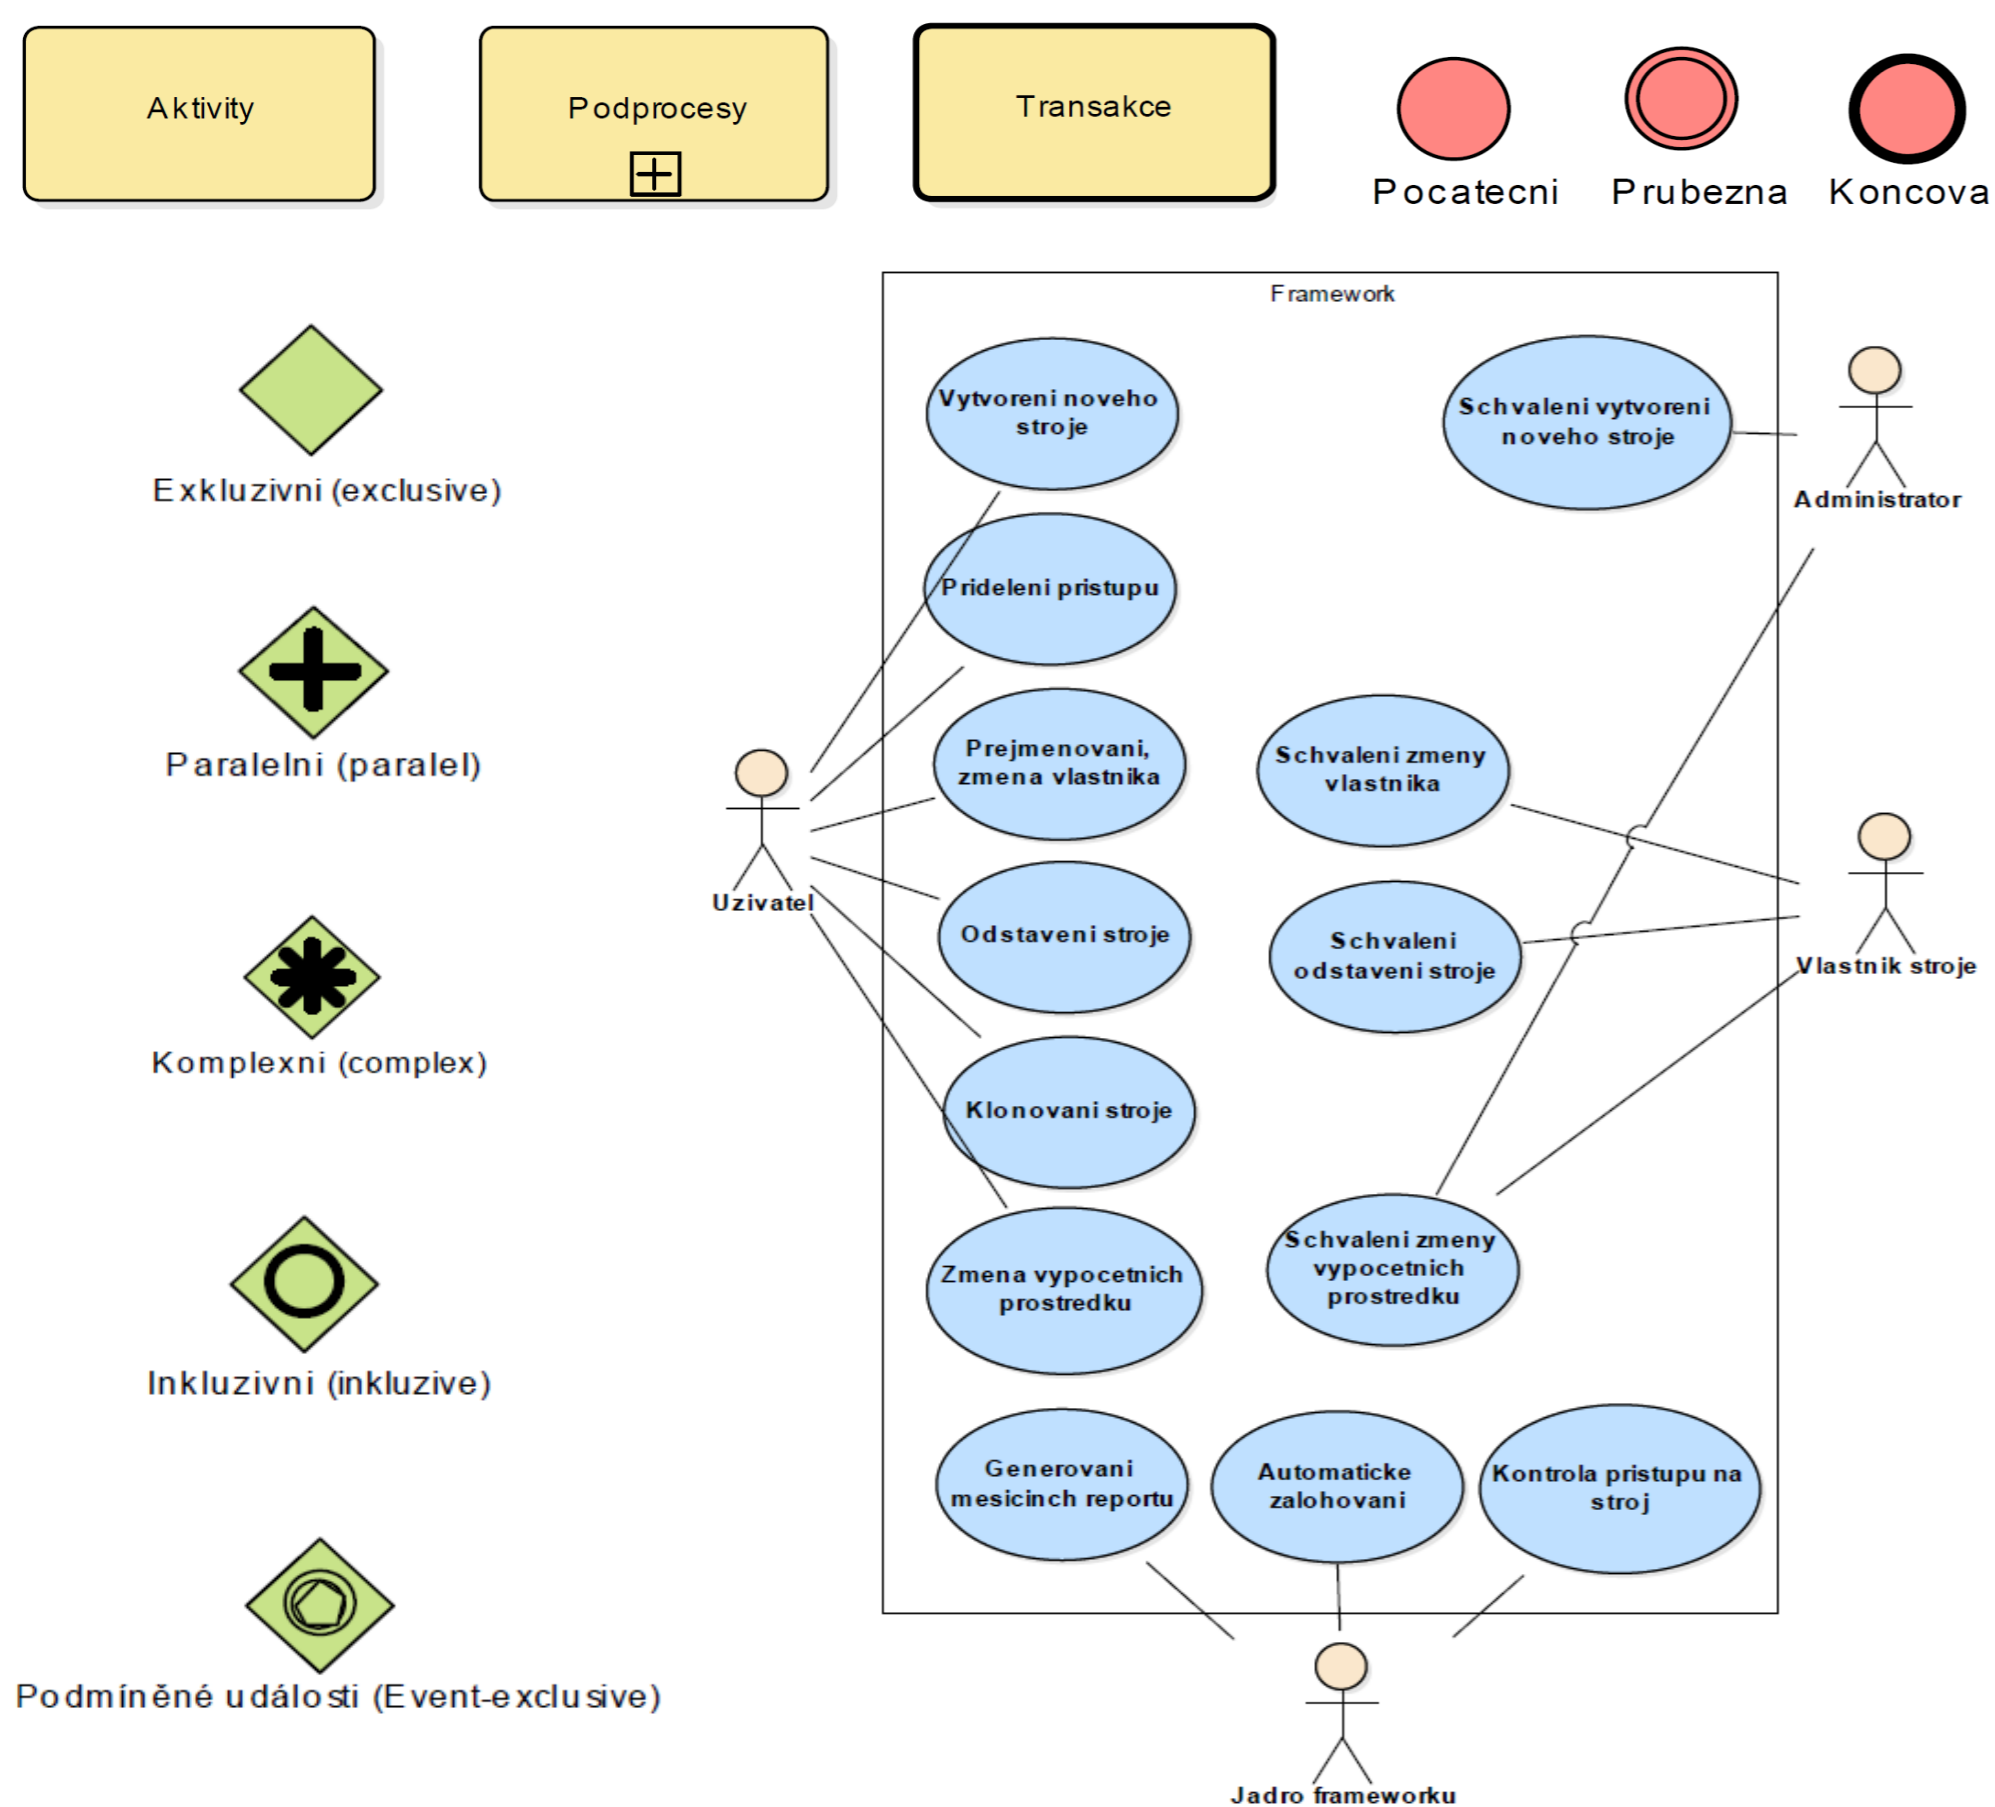 Aktivity
Podprocesy
Transakce
Pocatecni
Prubezna
Koncova
Exkluzivni (exclusive)
Paralelni (paralel)
Komplexni (complex)
Inkluzivni (inkluzive)
Podmíněné události (Event-exclusive)
Framework
Vytvoreni noveho
stroje
Schvaleni vytvoreni
noveho stroje
Administrator
Prideleni pristupu
Prejmenovani,
zmena vlastnika
Schvaleni zmeny
vlastnika
Uzivatel
Odstaveni stroje
Schvaleni
odstaveni stroje
Vlastnik stroje
Klonovani stroje
Zmena vypocetnich
prostredku
Schvaleni zmeny
vypocetnich
prostredku
Generovani
mesicinch reportu
Automaticke
zalohovani
Kontrola pristupu na
stroj
Jadro frameworku